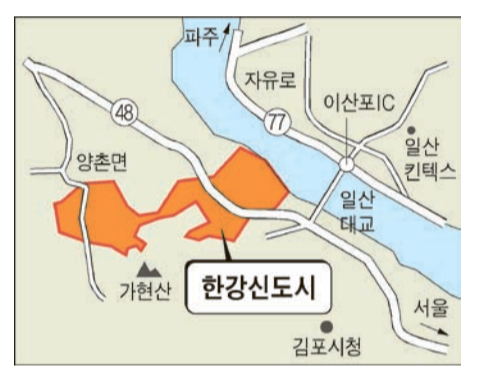 파주
자유로
이산포IC
48
77
일산
킨텍스
양촌면
일산
대교
가현산
한강신도시
서울
김포시청